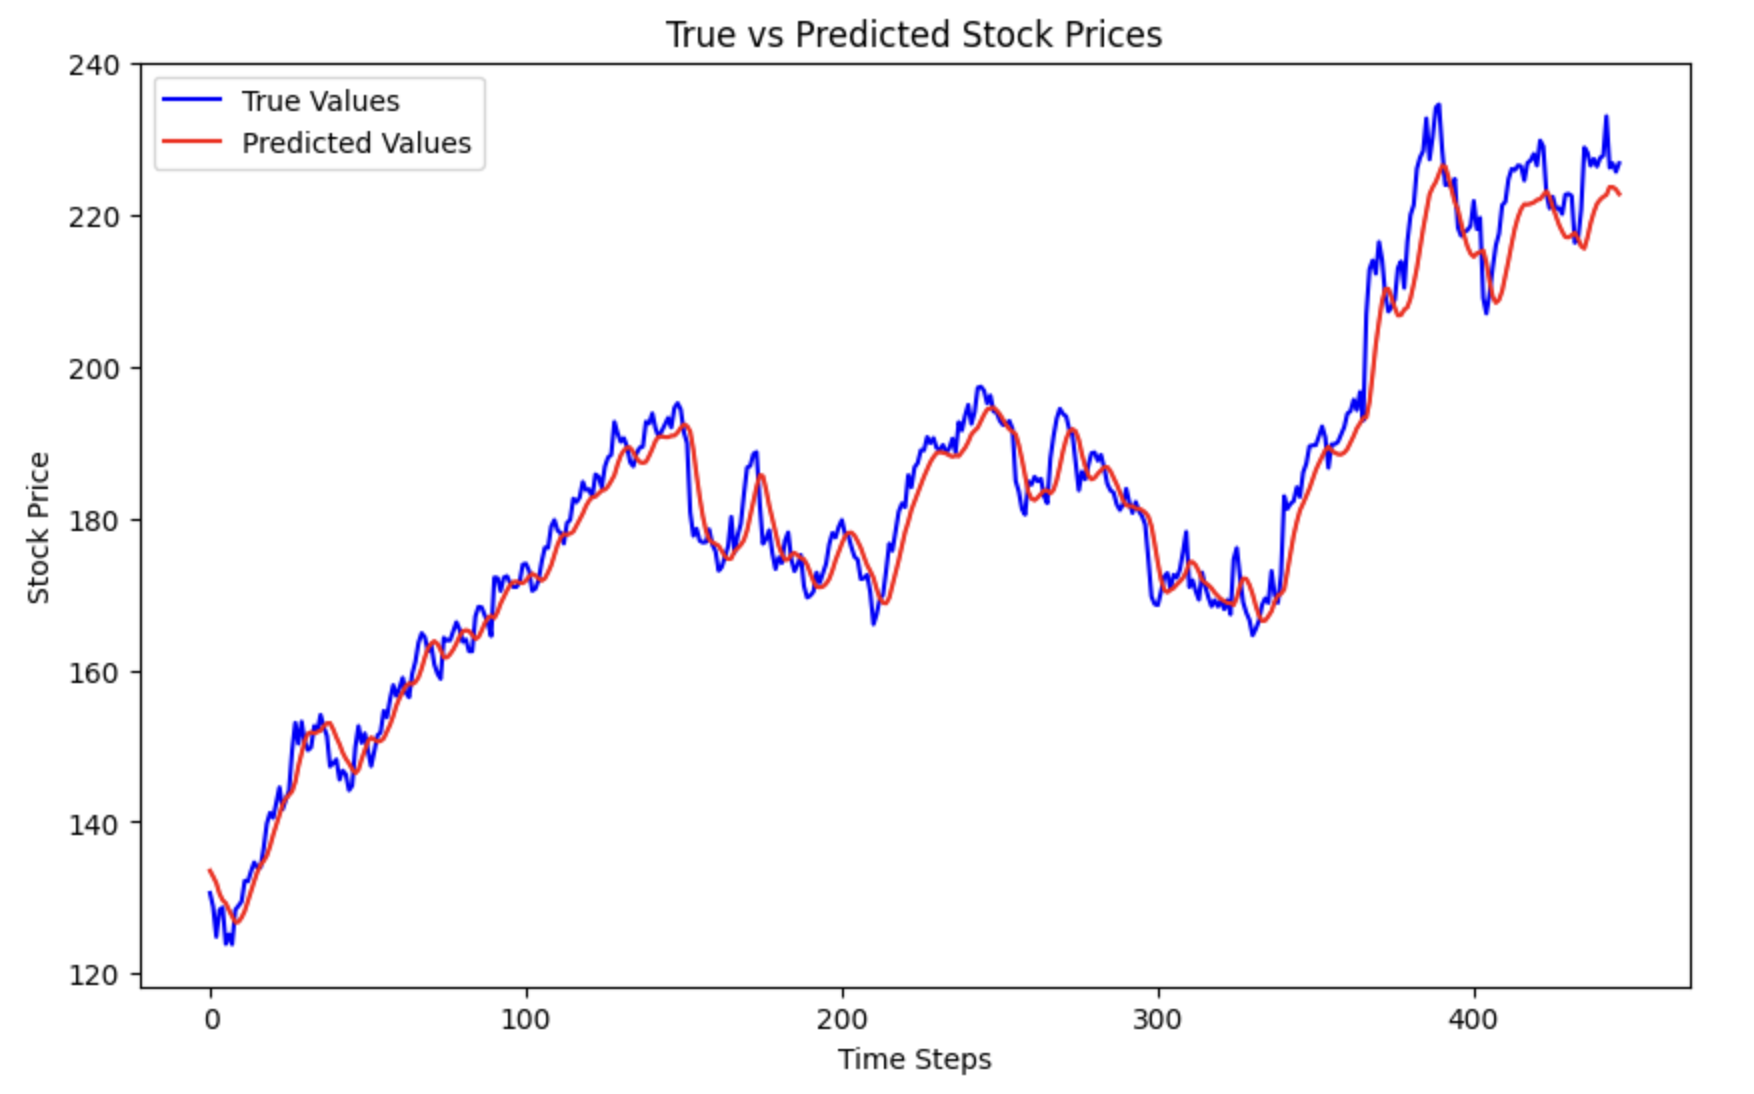 True vs Predicted Stock Prices
240
True Values
Predicted Values
220
200
180
160
140
120
Stock Price
0 100 200 300 400
Time Steps